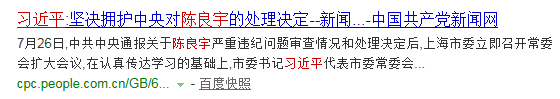 习近平:坚决拥护中央对陈良宇的处理决定--新闻...-中国共产党新闻网
7月26日,中共中央通报关于陈良宇严重违纪问题审查情况和处理决定后,上海市委立即召开常委
会扩大会议,在认真传达学习的基础上,市委书记习近平代表市委常委会...
cpc.people.com.cn/GB/6... - 百度快照